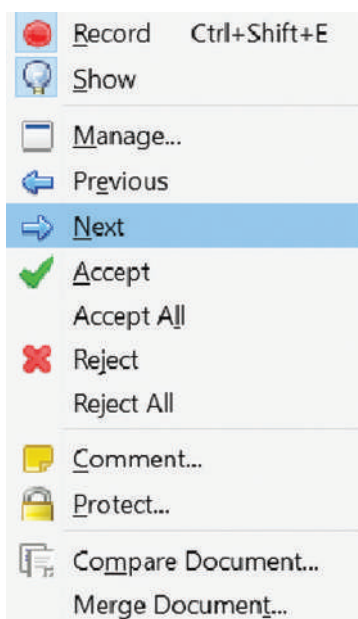 Record Ctrl+Shift+E
Show
Manage...
Previous
Next
Accept
Accept All
Reject
Reject All
Comment...
Protect...
Compare Document...
Merge Document...